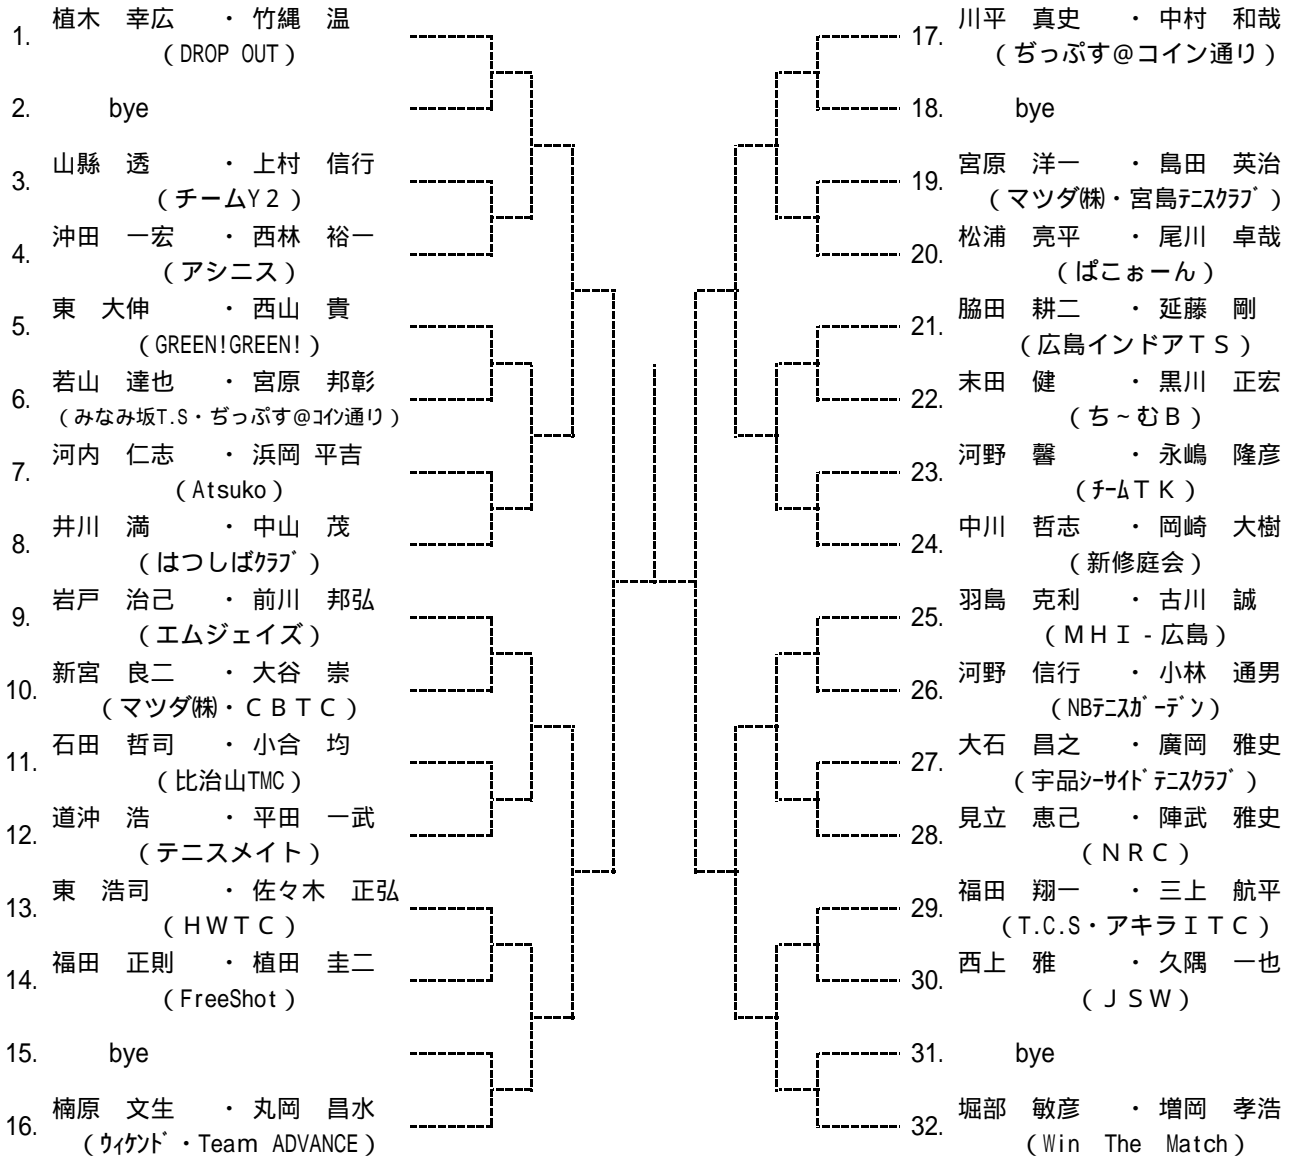 1. 植木　幸広　・ 竹縄　温
（DROP OUT）
2. bye
3. 山縣　透　・ 上村　信行
（チームY２）
4. 沖田　一宏　・ 西林　裕一
（アシニス）
5. 東　大伸　・ 西山　貴
（GREEN!GREEN!）
6. 若山　達也　・ 宮原　邦彰
（みなみ坂T.S・ぢっぷす＠ｺｲﾝ通り）
7. 河内　仁志　・ 浜岡 平吉
（Atsuko）
8. 井川　満　・ 中山　茂
（はつしばｸﾗﾌﾞ）
9. 岩戸　治己　・ 前川　邦弘
（エムジェイズ）
10. 新宮　良二　・ 大谷　崇
（マツダ㈱・ＣＢＴＣ）
11. 石田　哲司　・ 小合　均
（比治山TMC）
12. 道沖　浩　・ 平田　一武
（テニスメイト）
13. 東　浩司　・ 佐々木　正弘
（ＨＷＴＣ）
14. 福田　正則　・ 植田　圭二
（FreeShot）
15. bye
16. 楠原　文生　・ 丸岡　昌水
（ｳｨｹﾝﾄﾞ・Team ADVANCE）
17. 川平　真史　・ 中村　和哉
（ぢっぷす＠コイン通り）
18. bye
19. 宮原　洋一　・ 島田　英治
（マツダ㈱・宮島ﾃﾆｽｸﾗﾌﾞ）
20. 松浦　亮平　・ 尾川　卓哉
（ぱこぉーん）
21. 脇田　耕二　・ 延藤　剛
（広島インドアＴＳ）
22. 末田　健　・ 黒川　正宏
（ち～むＢ）
23. 河野　馨　・ 永嶋　隆彦
（ﾁｰﾑＴＫ）
24. 中川　哲志　・ 岡崎　大樹
（新修庭会）
25. 羽島　克利　・ 古川　誠
（ＭＨＩ-広島）
26. 河野　信行　・ 小林　通男
（NBﾃﾆｽｶﾞｰﾃﾞﾝ）
27. 大石　昌之　・ 廣岡　雅史
（宇品ｼｰｻｲﾄﾞﾃﾆｽｸﾗﾌﾞ）
28. 見立　恵己　・ 陣武　雅史
（ＮＲＣ）
29. 福田　翔一　・ 三上　航平
（T.C.S・アキラＩＴＣ）
30. 西上　雅　・ 久隅　一也
（ＪＳＷ）
31. bye
32. 堀部　敏彦　・ 増岡　孝浩
（Win The Match）